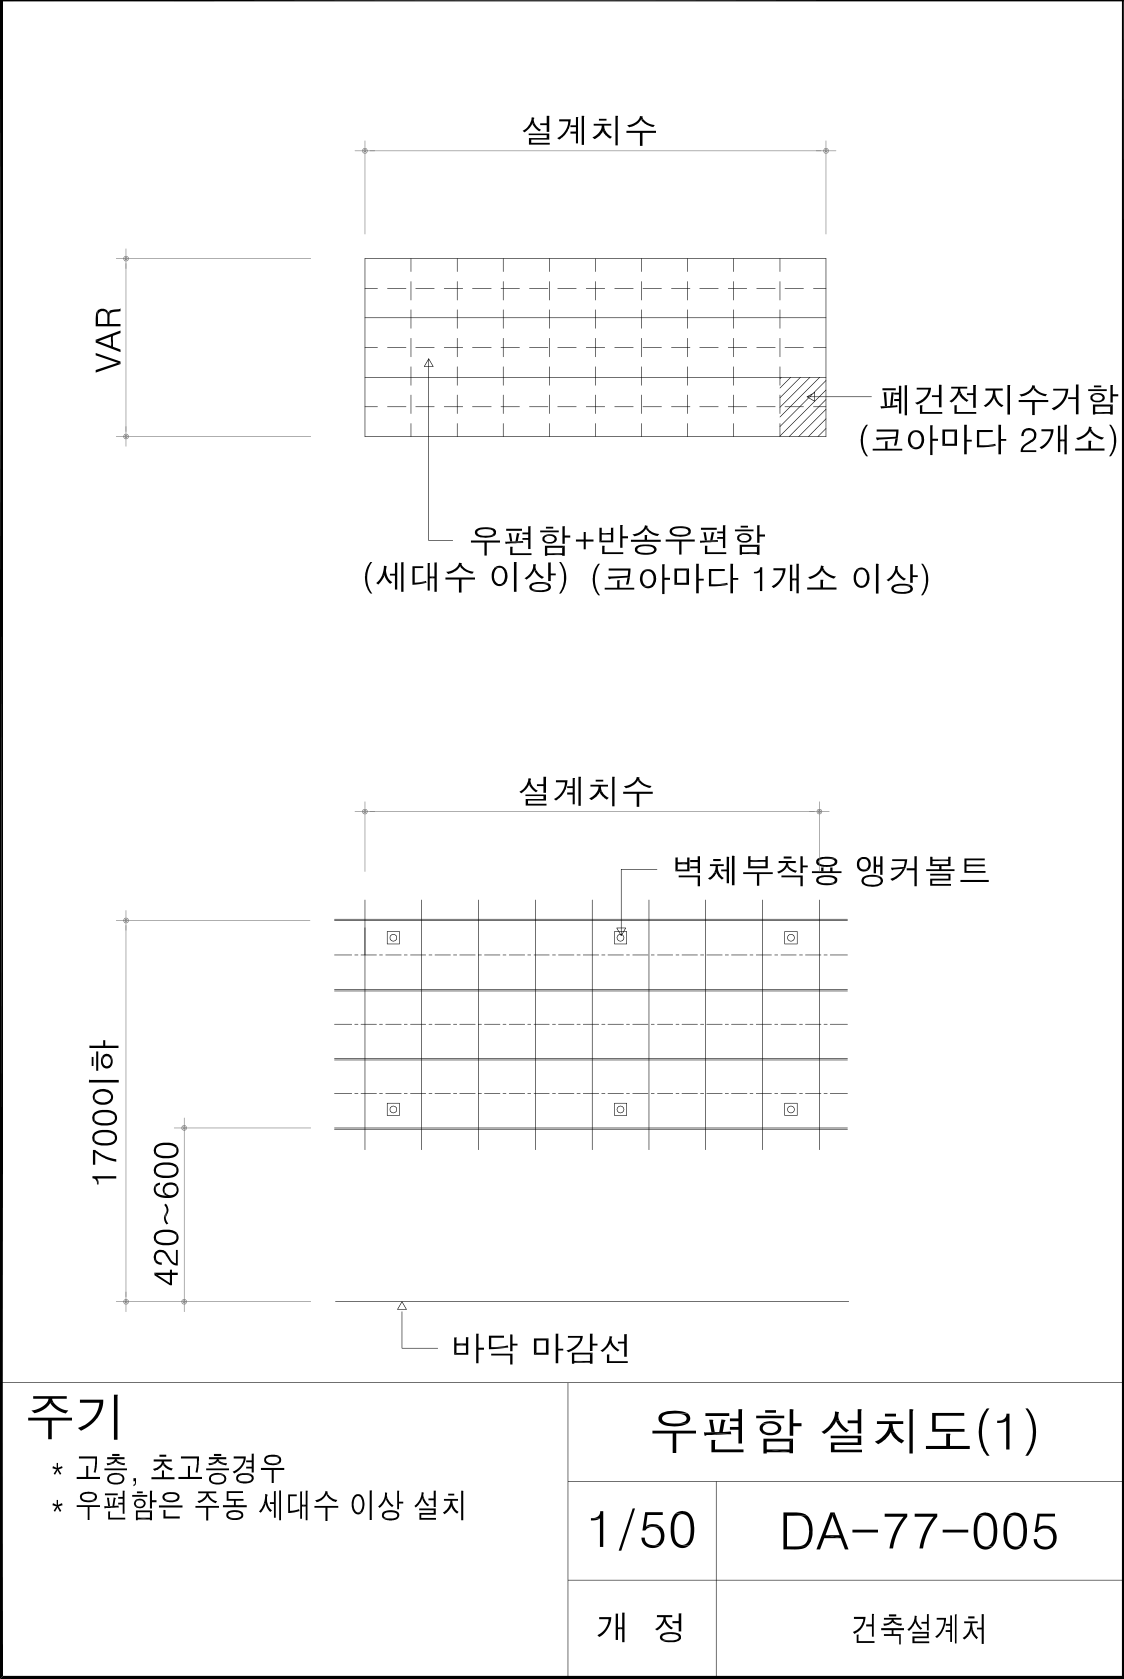 설계치수
VAR
폐건전지수거함
(코아마다 2개소)
우편함+반송우편함
(세대수 이상) (코아마다 1개소 이상)
설계치수
벽체부착용 앵커볼트
1700이하
420~600
바닥 마감선
주기
* 고층, 초고층경우
* 우편함은 주동 세대수 이상 설치
우편함 설치도(1)
1/50
DA-77-005
개 정
건축설계처